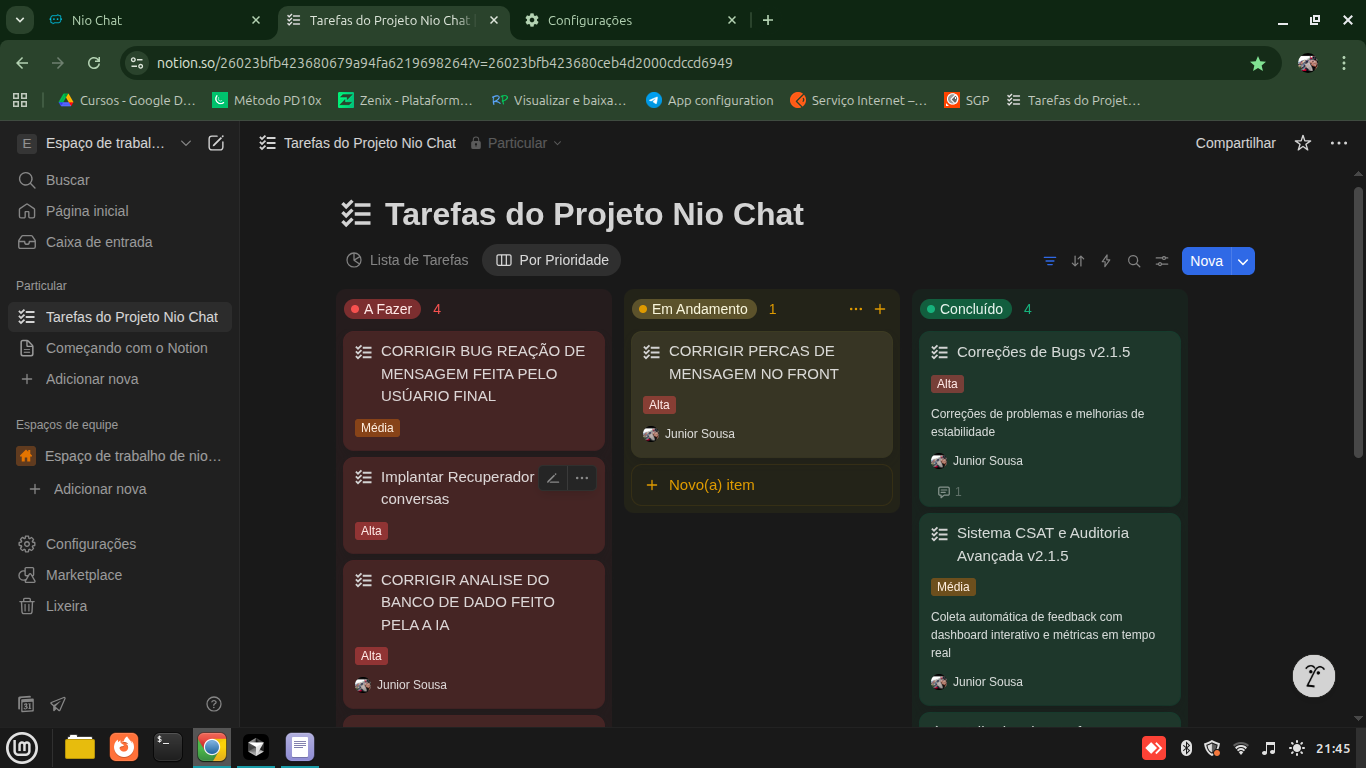 Nio Chat
Tarefas do Projeto Nio Chat
Configurações
notion.so/26023bfb423680679a94fa6219698264?v=26023bfb423680ceb4d2000cdccd6949
Cursos - Google D…
Método PD10x
Zenix - Plataform…
RP Visualizar e baixa…
App configuration
Serviço Internet –…
SGP
Tarefas do Projet…
E Espaço de trabal…
Buscar
Página inicial
Caixa de entrada
Particular
Tarefas do Projeto Nio Chat
Começando com o Notion
Adicionar nova
Espaços de equipe
Espaço de trabalho de nio…
Adicionar nova
Configurações
Marketplace
Lixeira
31
Tarefas do Projeto Nio Chat
Particular
Compartilhar
Tarefas do Projeto Nio Chat
Lista de Tarefas
Por Prioridade
Nova
A Fazer 4
CORRIGIR BUG REAÇÃO DE
MENSAGEM FEITA PELO
USÚARIO FINAL
Média
Implantar Recuperador
conversas
Alta
CORRIGIR ANALISE DO
BANCO DE DADO FEITO
PELA A IA
Alta
Junior Sousa
Em Andamento 1
CORRIGIR PERCAS DE
MENSAGEM NO FRONT
Alta
Junior Sousa
Novo(a) item
Concluído 4
Correções de Bugs v2.1.5
Alta
Correções de problemas e melhorias de
estabilidade
Junior Sousa
1
Sistema CSAT e Auditoria
Avançada v2.1.5
Média
Coleta automática de feedback com
dashboard interativo e métricas em tempo
real
Junior Sousa
21:45